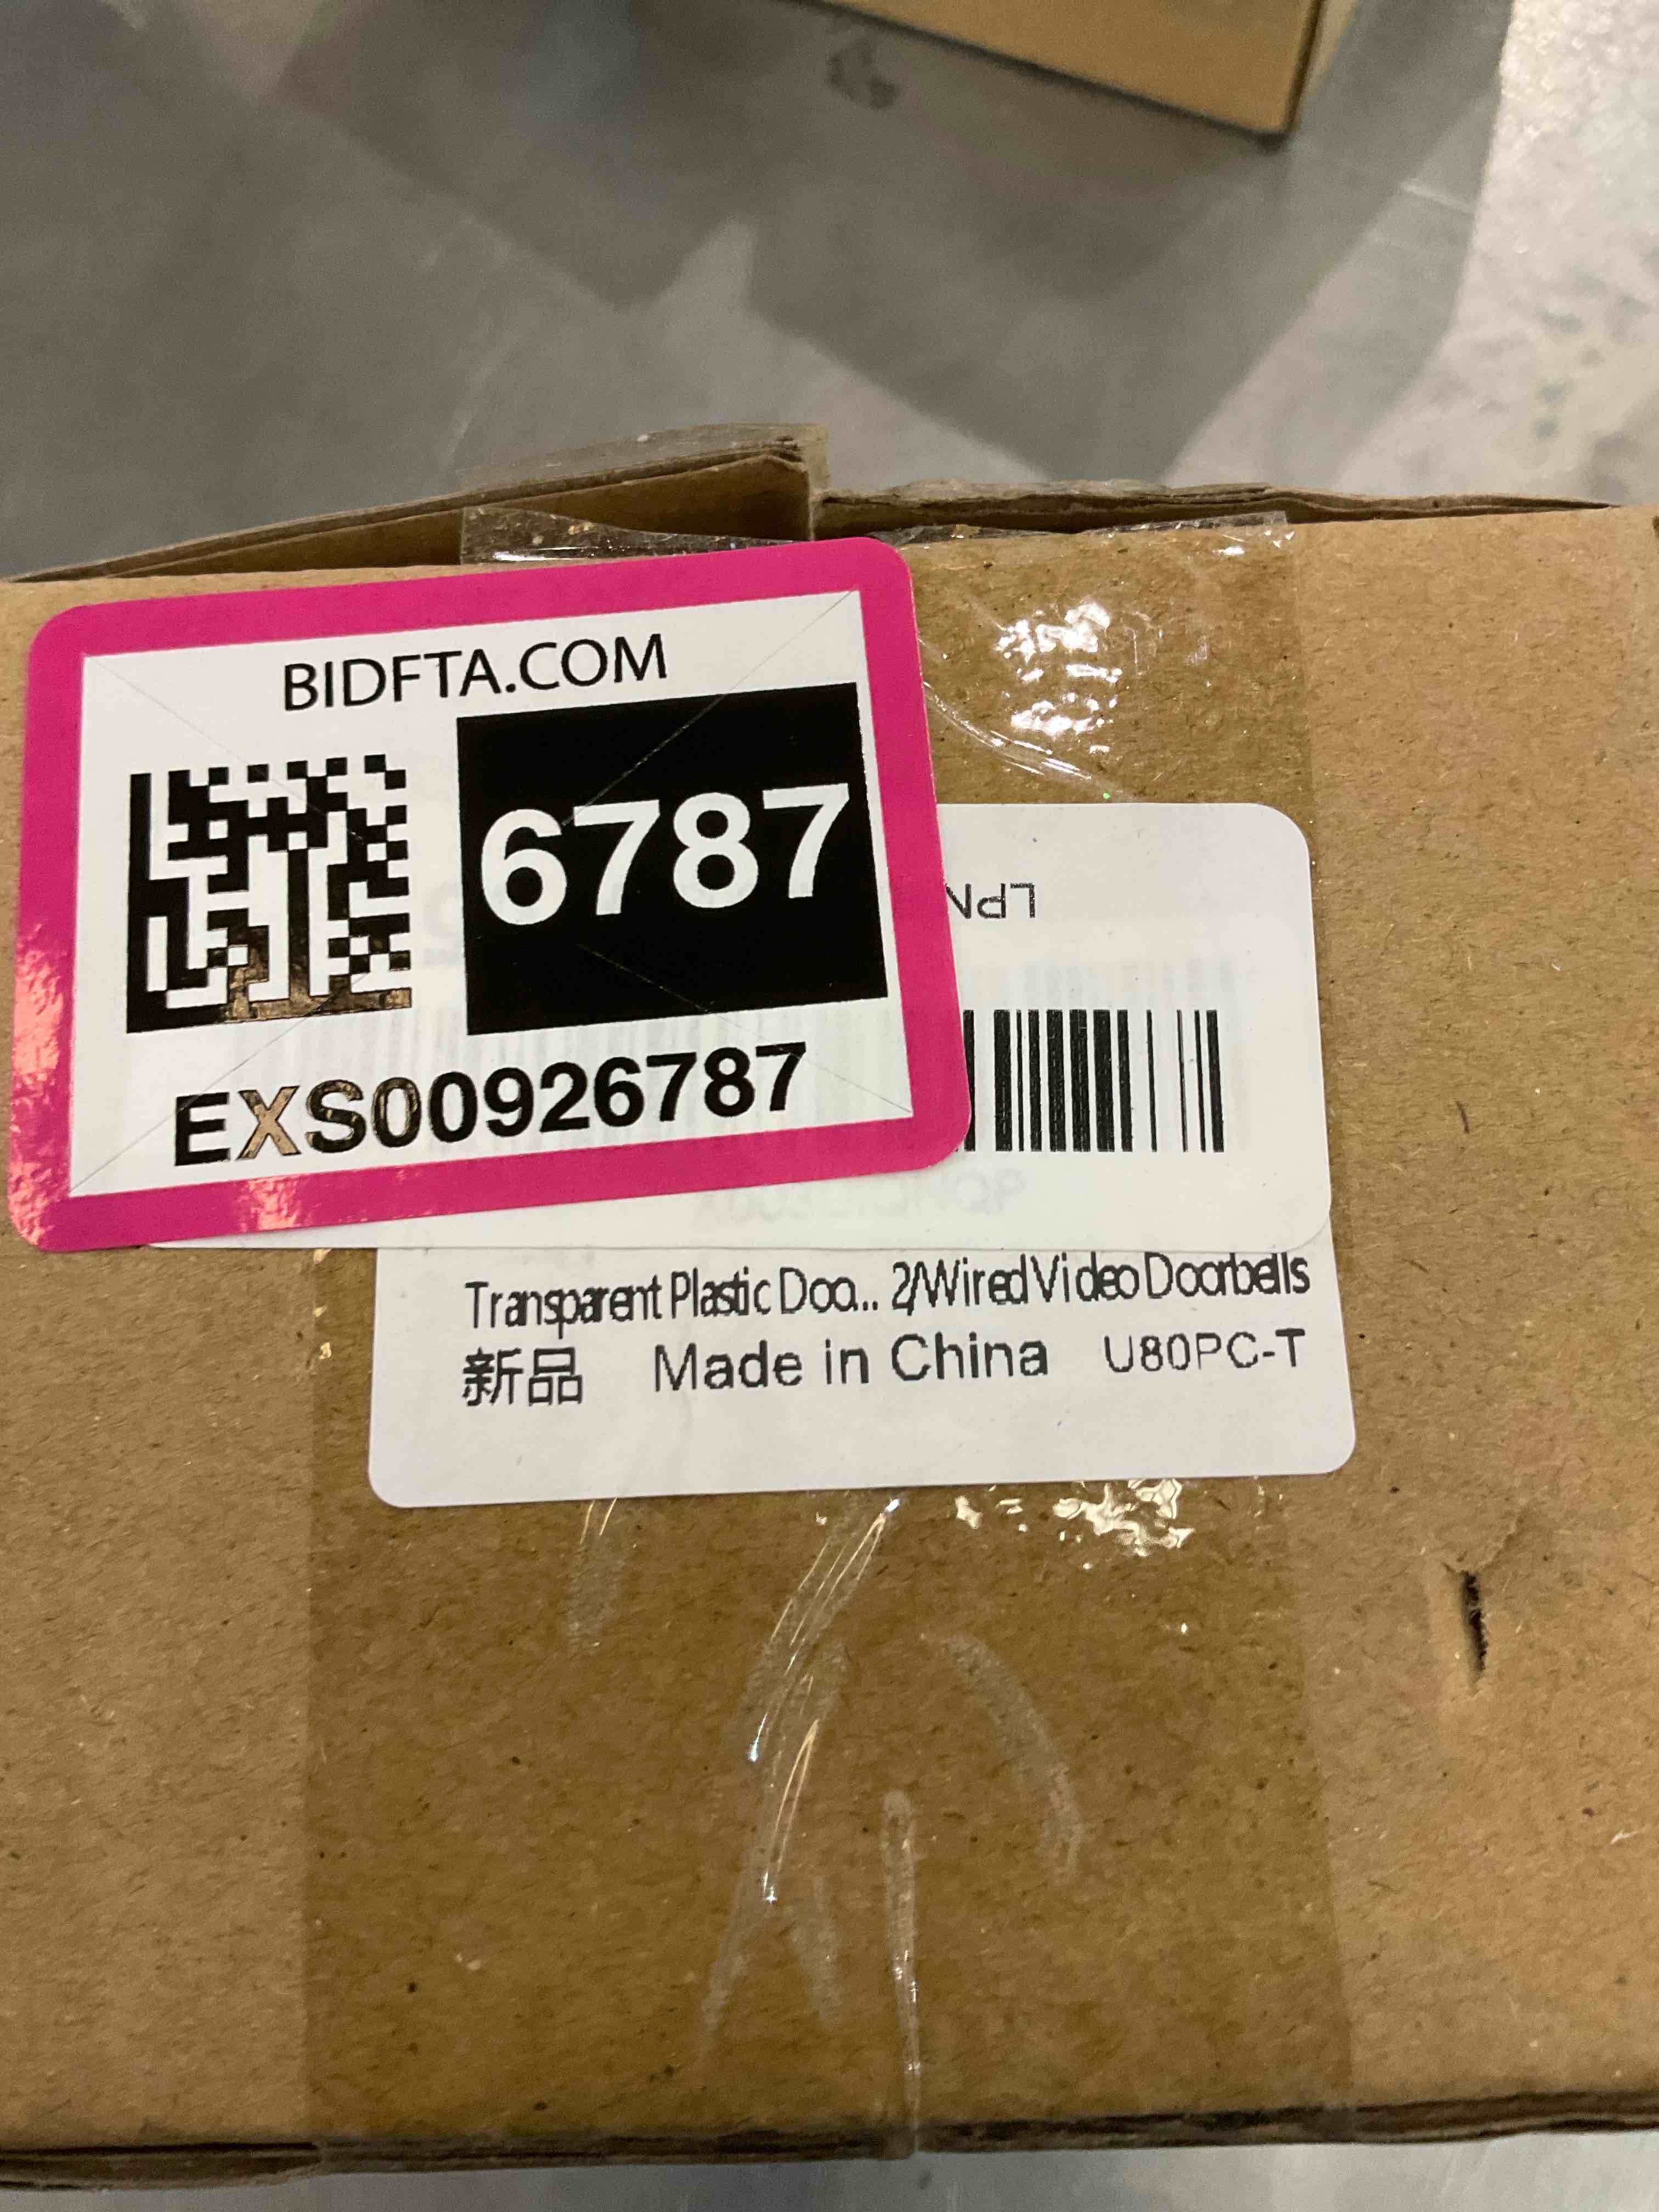 BIDFTA.COM
6787
EXS00926787
LPN
Transparent Plastic Doo... 2/Wired Video Doorbells
新品 Made in China U80PC-T